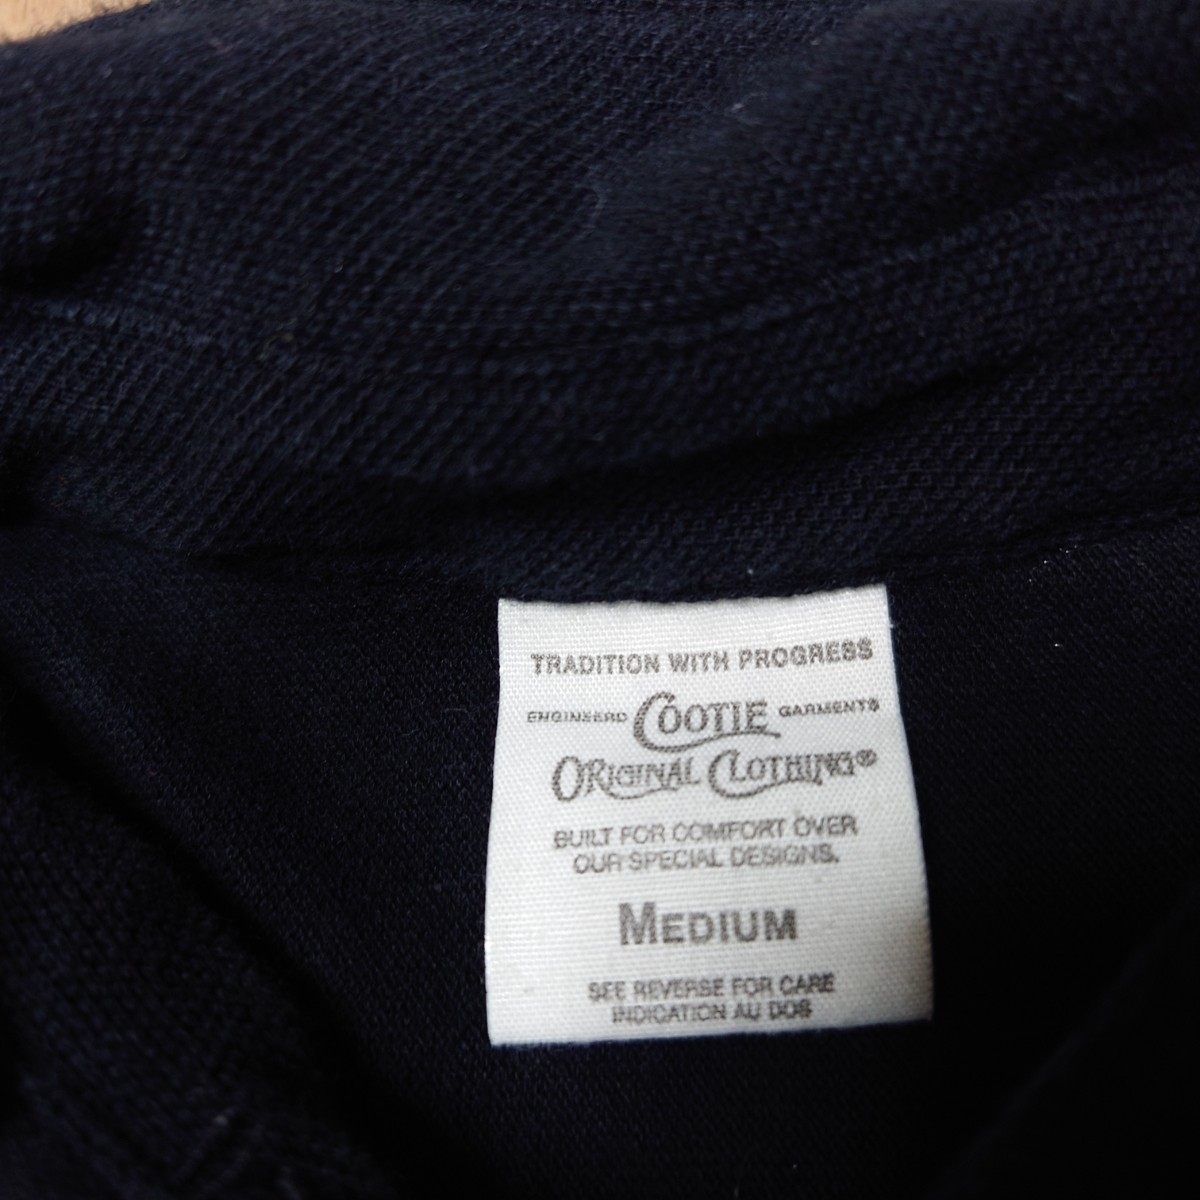 TRADITION WITH PROGRESS
ENGINEERD COOTIE GARMENTS
ORIGINAL CLOTHING®
BUILT FOR COMFORT OVER
OUR SPECIAL DESIGNS.
MEDIUM
SEE REVERSE FOR CARE
INDICATION AU DOS